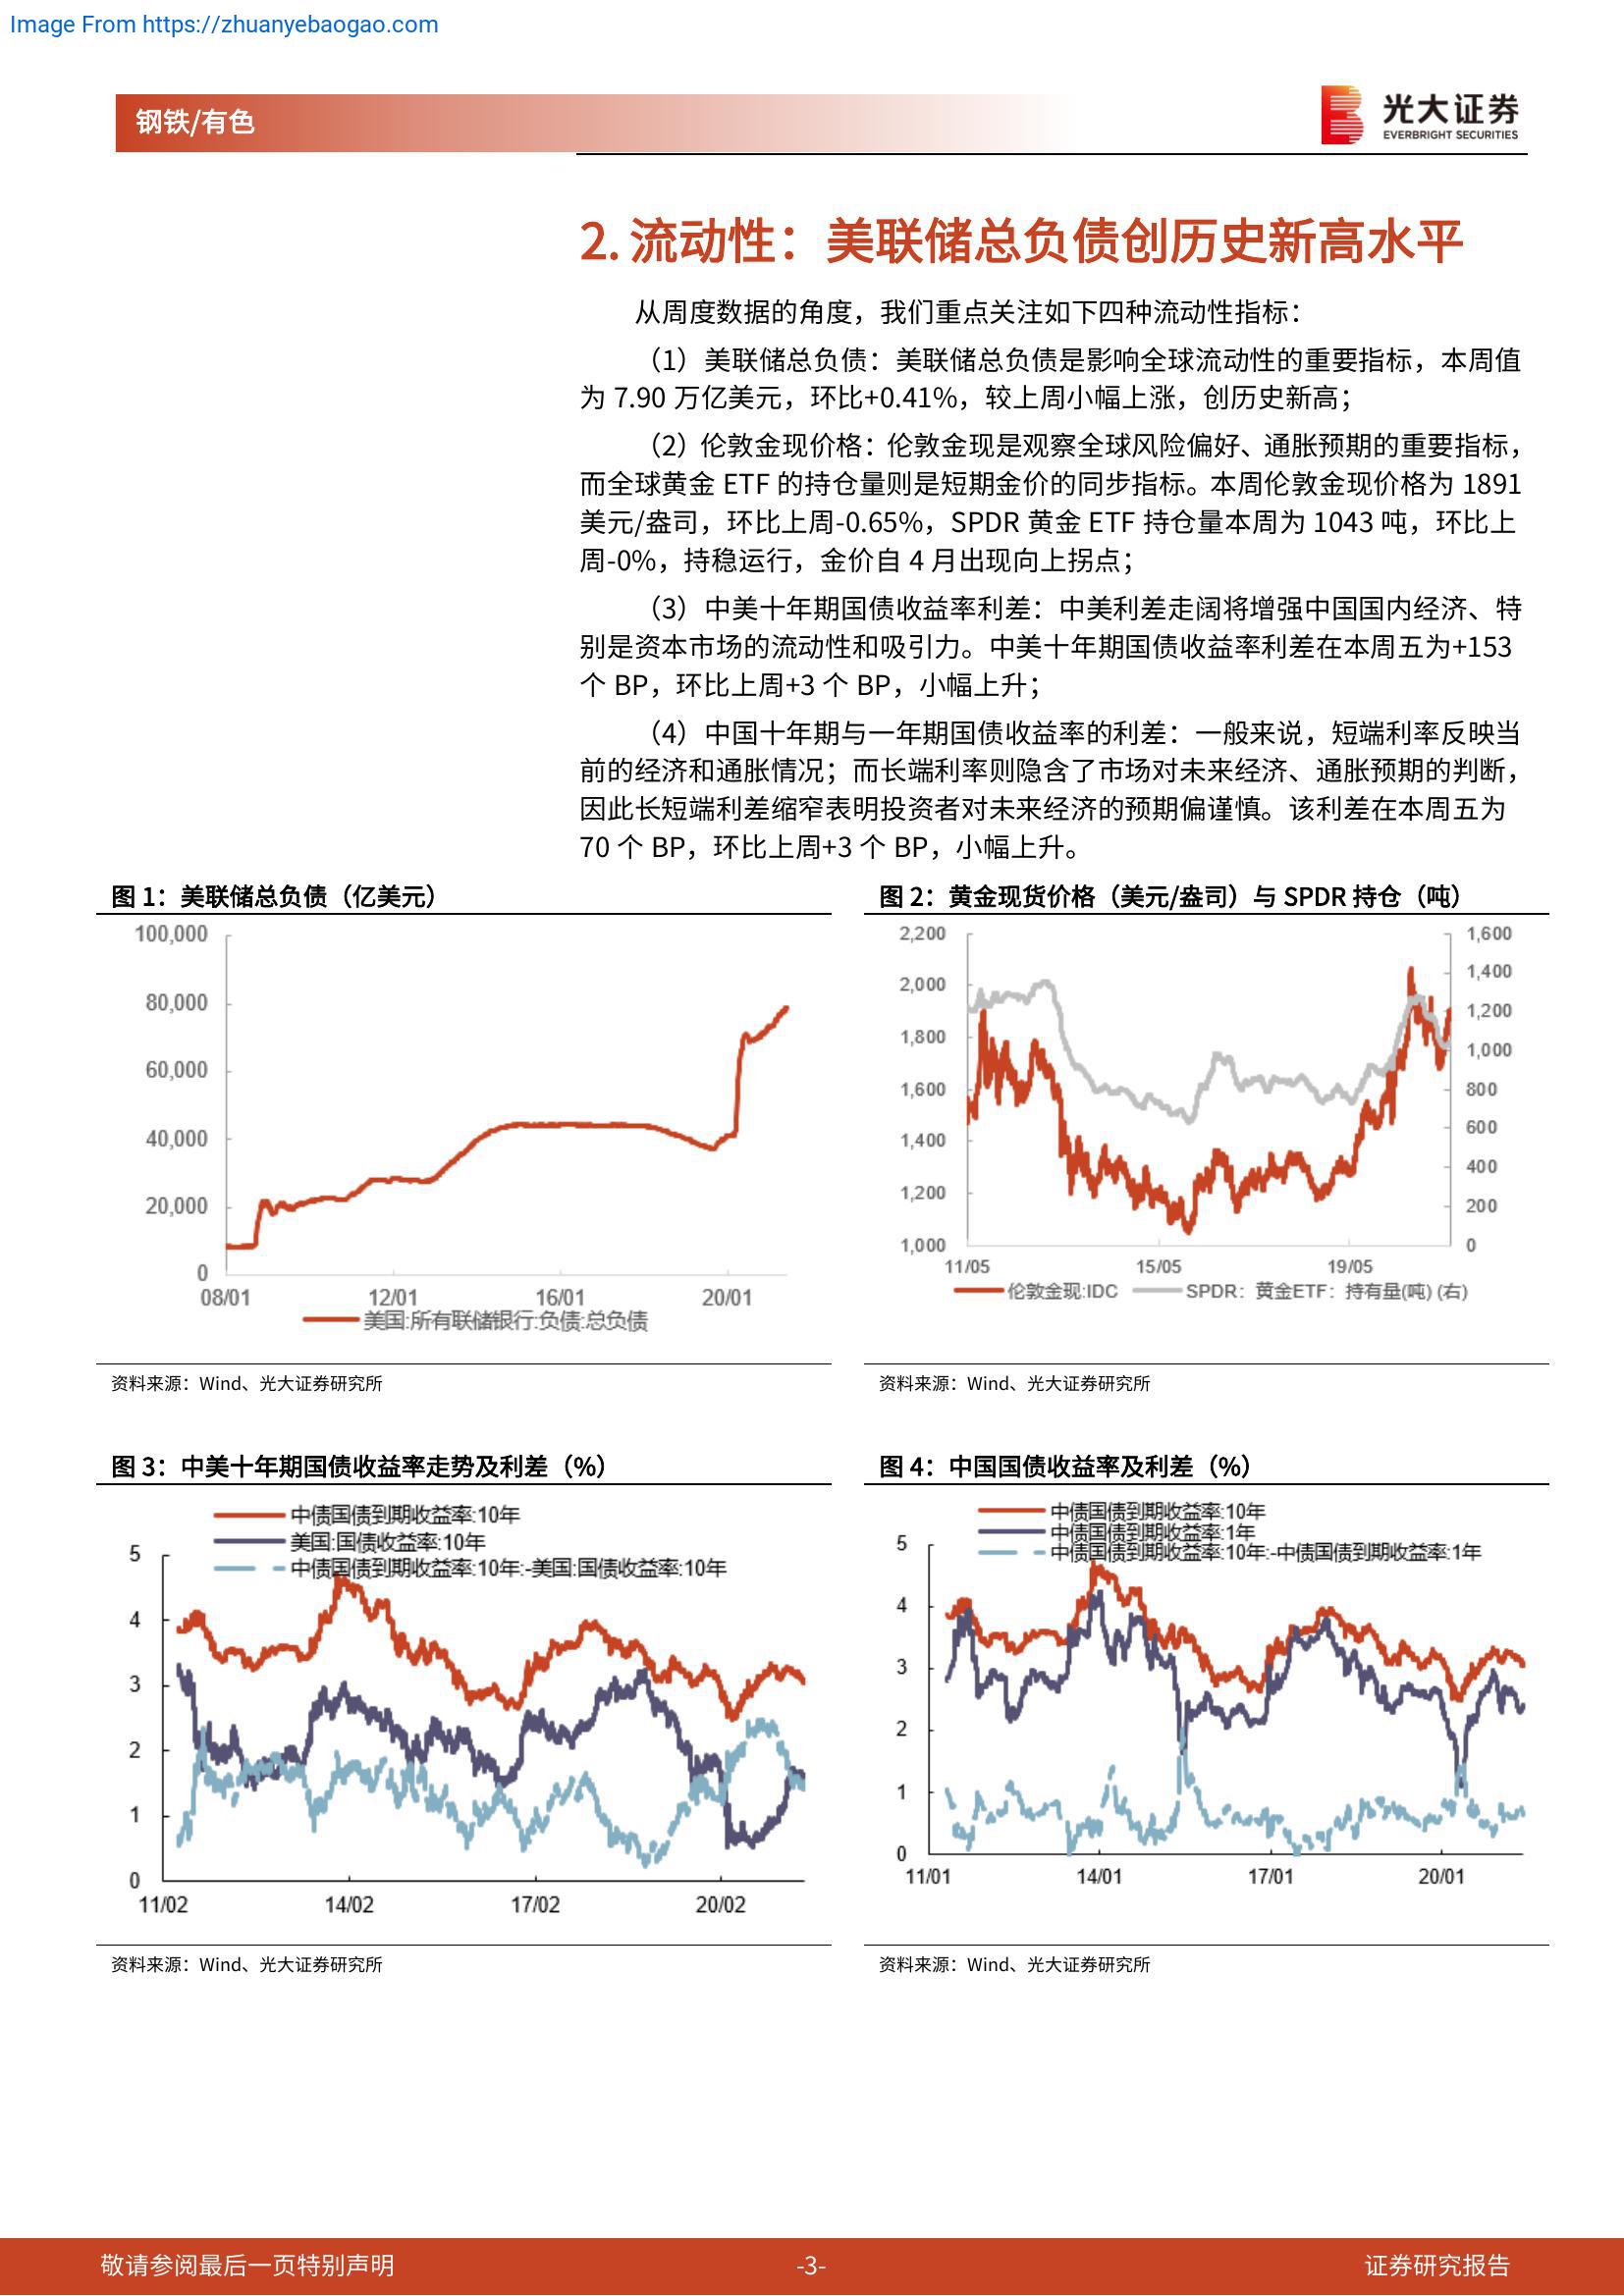 Image From https://zhuanyebaogao.com
钢铁/有色
光大证券
EVERBRIGHT SECURITIES
2. 流动性：美联储总负债创历史新高水平
从周度数据的角度，我们重点关注如下四种流动性指标：
（1）美联储总负债：美联储总负债是影响全球流动性的重要指标，本周值
为 7.90 万亿美元，环比+0.41%，较上周小幅上涨，创历史新高；
（2）伦敦金现价格：伦敦金现是观察全球风险偏好、通胀预期的重要指标，
而全球黄金 ETF 的持仓量则是短期金价的同步指标。本周伦敦金现价格为 1891
美元/盎司，环比上周-0.65%，SPDR 黄金 ETF 持仓量本周为 1043 吨，环比上
周-0%，持稳运行，金价自 4 月出现向上拐点；
（3）中美十年期国债收益率利差：中美利差走阔将增强中国国内经济、特
别是资本市场的流动性和吸引力。中美十年期国债收益率利差在本周五为+153
个 BP，环比上周+3 个 BP，小幅上升；
（4）中国十年期与一年期国债收益率的利差：一般来说，短端利率反映当
前的经济和通胀情况；而长端利率则隐含了市场对未来经济、通胀预期的判断，
因此长短端利差缩窄表明投资者对未来经济的预期偏谨慎。该利差在本周五为
70 个 BP，环比上周+3 个 BP，小幅上升。
图 1：美联储总负债（亿美元）
100,000
80,000
60,000
40,000
20,000
0
08/01 12/01 16/01 20/01
美国:所有联储银行:负债:总负债
资料来源：Wind、光大证券研究所
图 2：黄金现货价格（美元/盎司）与 SPDR 持仓（吨）
2,200 1,600
2,000 1,400
1,800 1,200
1,600 1,000
1,400 800
1,200 600
1,000 400
200
0
11/05 15/05 19/05
伦敦金现:IDC SPDR：黄金ETF：持有量(吨) (右)
资料来源：Wind、光大证券研究所
图 3：中美十年期国债收益率走势及利差（%）
中债国债到期收益率:10年
美国:国债收益率:10年
中债国债到期收益率:10年:-美国:国债收益率:10年
5
4
3
2
1
0
11/02 14/02 17/02 20/02
资料来源：Wind、光大证券研究所
图 4：中国国债收益率及利差（%）
中债国债到期收益率:10年
中债国债到期收益率:1年
中债国债到期收益率:10年:-中债国债到期收益率:1年
5
4
3
2
1
0
11/01 14/01 17/01 20/01
资料来源：Wind、光大证券研究所
敬请参阅最后一页特别声明 -3- 证券研究报告